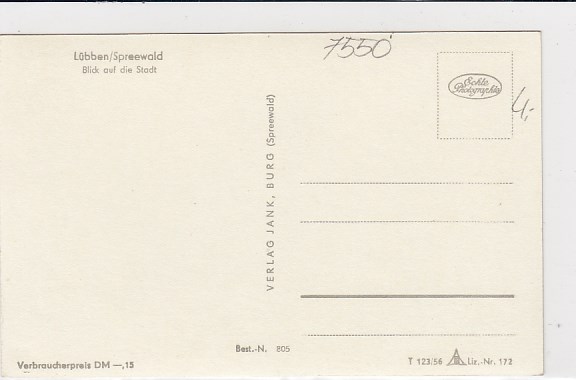 7550
Lübben/Spreewald
Blick auf die Stadt
Echte
Photographie
4,-
VERLAG JANK, BURG (Spreewald)
Best.-N. 805
Verbraucherpreis DM —,15
T 123/56 Liz.-Nr. 172